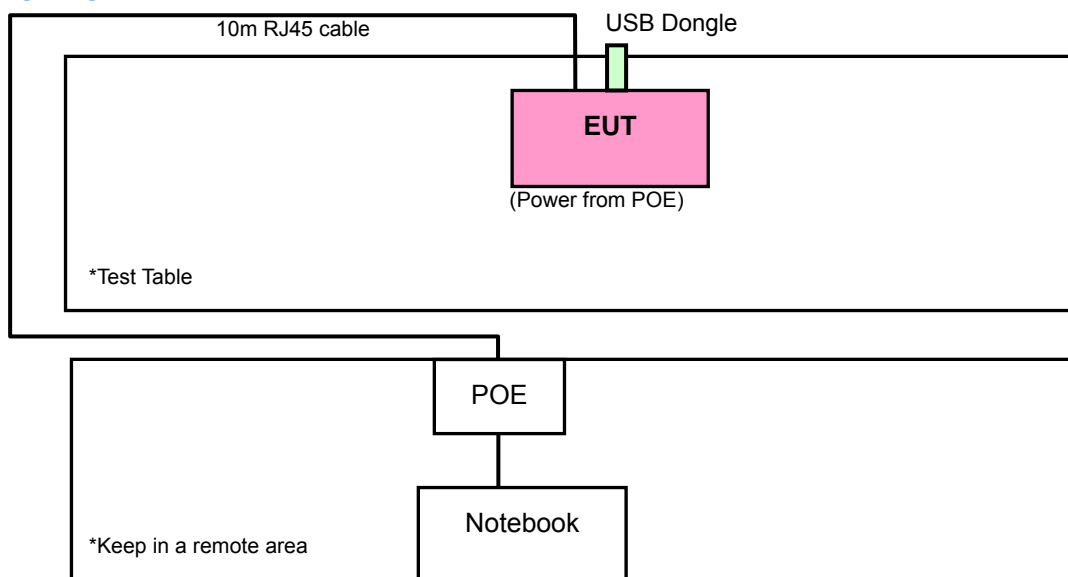 10m RJ45 cable
USB Dongle
EUT
(Power from POE)
*Test Table
POE
Notebook
*Keep in a remote area